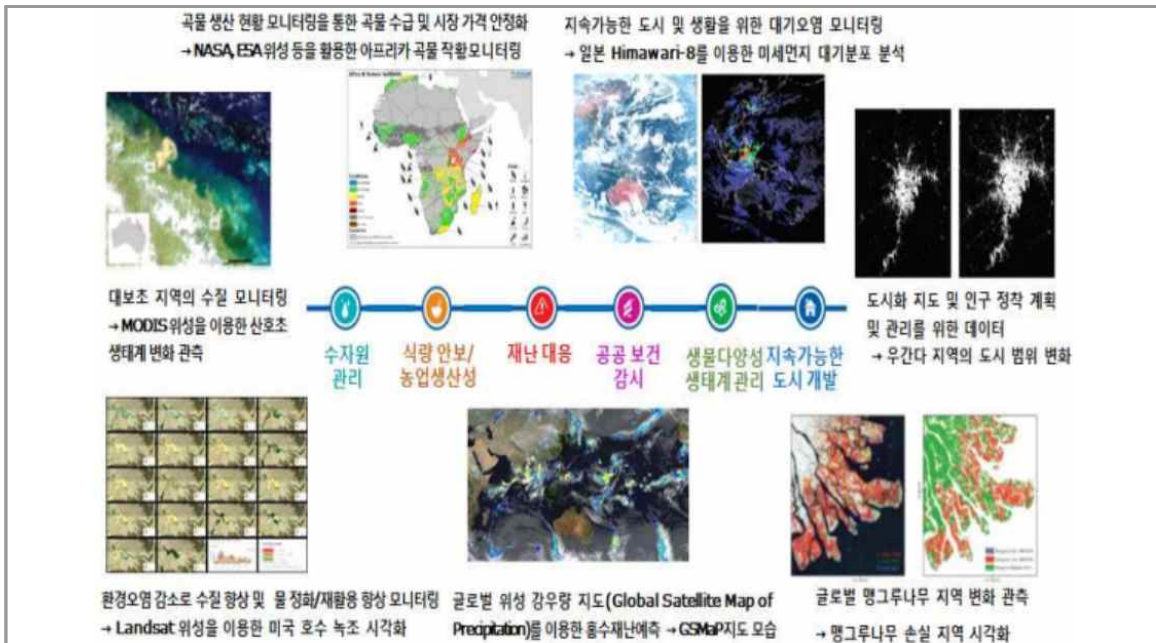 곡물 생산 현황 모니터링을 통한 곡물 수급 및 시장 가격 안정화
→ NASA, ESA 위성 등을 활용한 아프리카 곡물 작황모니터링
지속가능한 도시 및 생활을 위한 대기오염 모니터링
→ 일본 Himawari-8를 이용한 미세먼지 대기분포 분석
대보초 지역의 수질 모니터링
→ MODIS 위성을 이용한 산호초
생태계 변화 관측
수자원
관리
식량 안보/
농업생산성
재난 대응
공공 보건
감시
생물다양성
생태계 관리
지속가능한
도시 개발
도시화 지도 및 인구 정착 계획
및 관리를 위한 데이터
→ 우간다 지역의 도시 범위 변화
환경오염 감소로 수질 향상 및 물 정화/재활용 향상 모니터링
→ Landsat 위성을 이용한 미국 호수 녹조 시각화
글로벌 위성 강우량 지도(Global Satellite Map of
Precipitation)를 이용한 홍수재난예측 → GSMaP지도 모습
글로벌 맹그루나무 지역 변화 관측
→ 맹그루나무 손실 지역 시각화